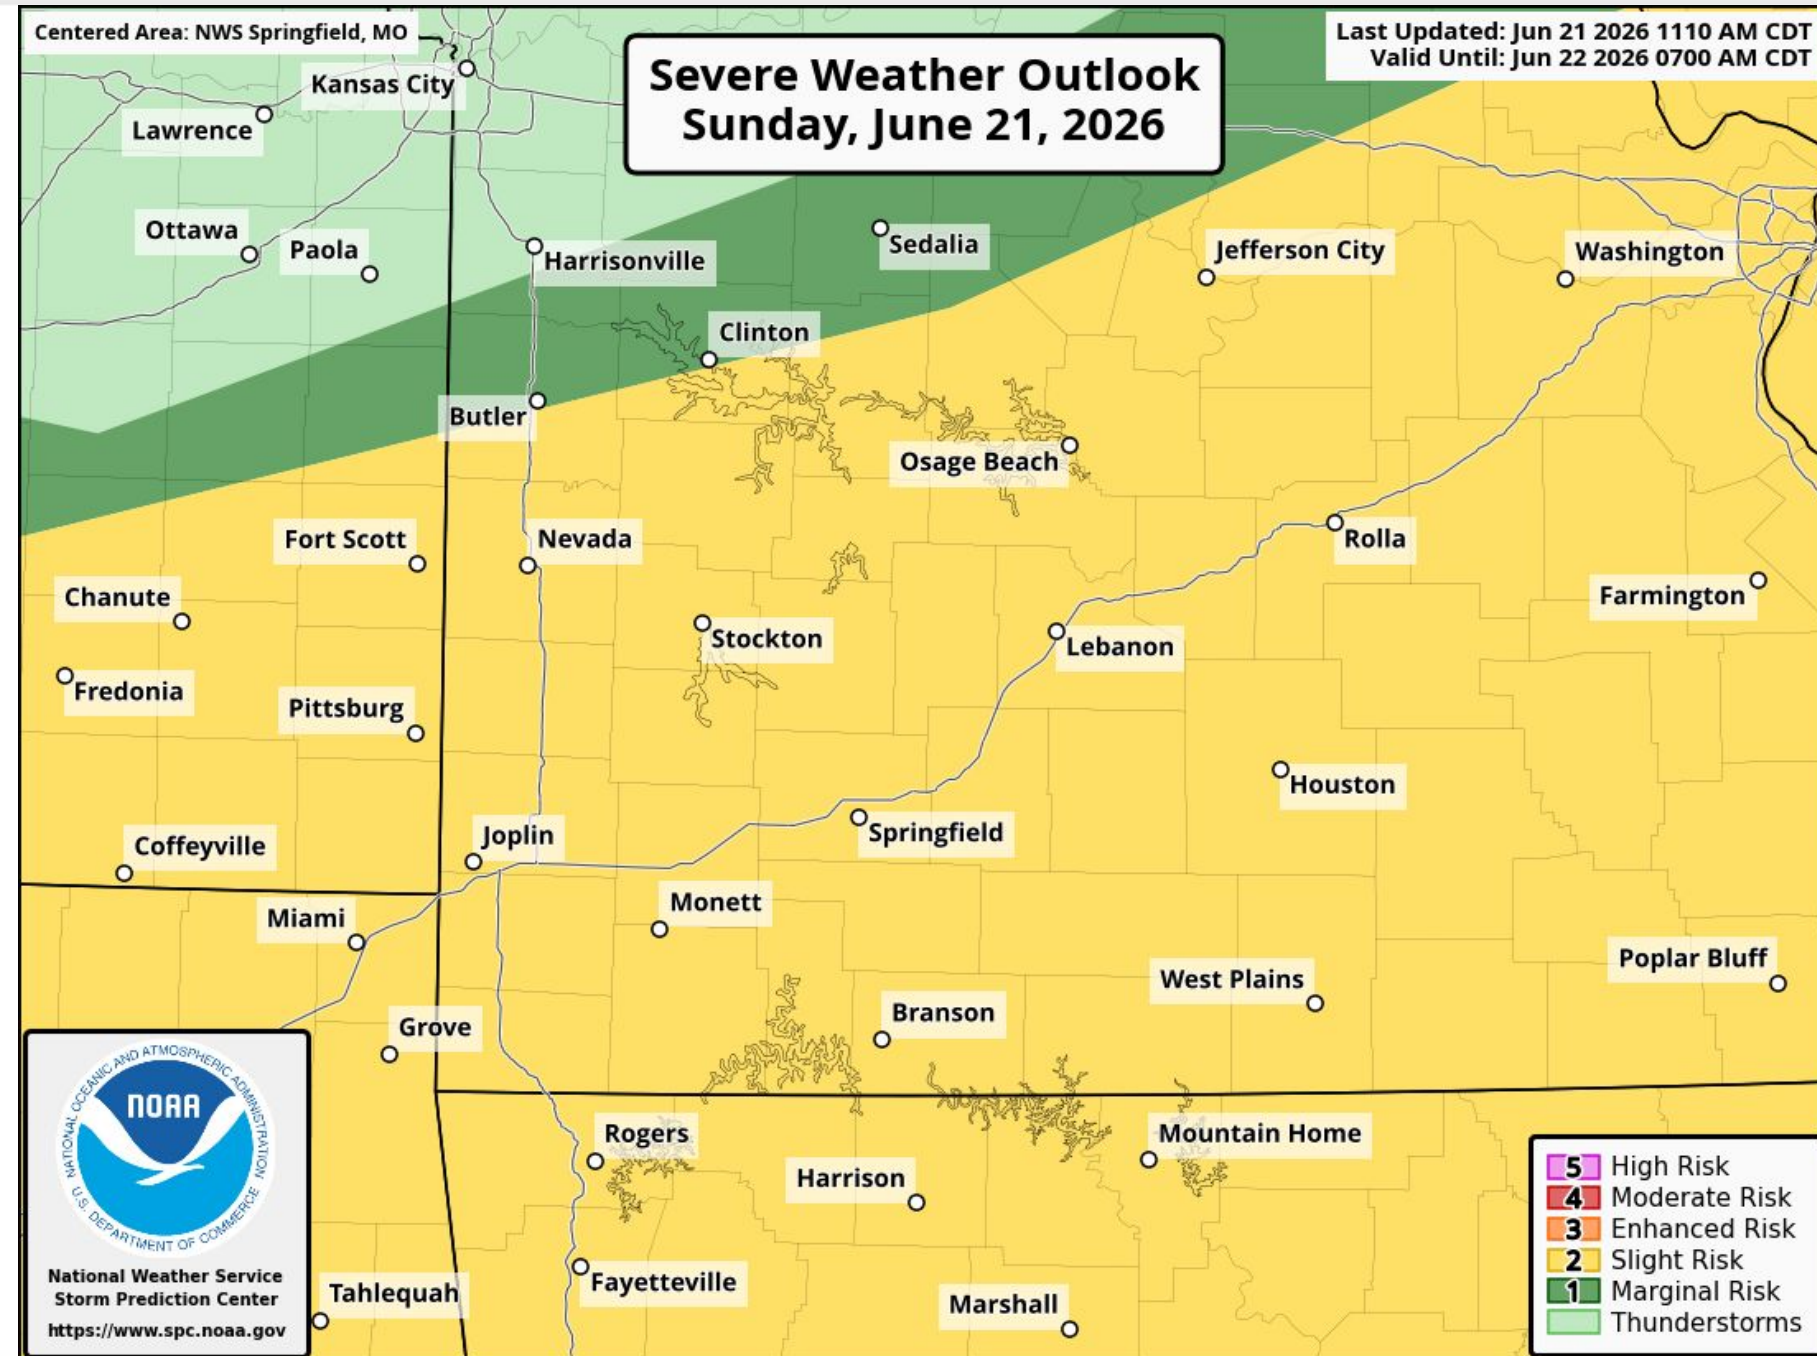 Centered Area: NWS Springfield, MO
Last Updated: Jun 21 2026 1110 AM CDT
Valid Until: Jun 22 2026 0700 AM CDT
Severe Weather Outlook
Sunday, June 21, 2026
Kansas City
Lawrence
Ottawa
Paola
Harrisonville
Sedalia
Jefferson City
Washington
Clinton
Butler
Osage Beach
Fort Scott
Nevada
Rolla
Chanute
Farmington
Stockton
Lebanon
Fredonia
Pittsburg
Houston
Joplin
Springfield
Coffeyville
Monett
Miami
Poplar Bluff
West Plains
Branson
Grove
Rogers
Mountain Home
Harrison
Fayetteville
Tahlequah
Marshall
NATIONAL OCEANIC AND ATMOSPHERIC ADMINISTRATION
NOAA
U.S. DEPARTMENT OF COMMERCE
National Weather Service
Storm Prediction Center
https://www.spc.noaa.gov
5 High Risk
4 Moderate Risk
3 Enhanced Risk
2 Slight Risk
1 Marginal Risk
Thunderstorms